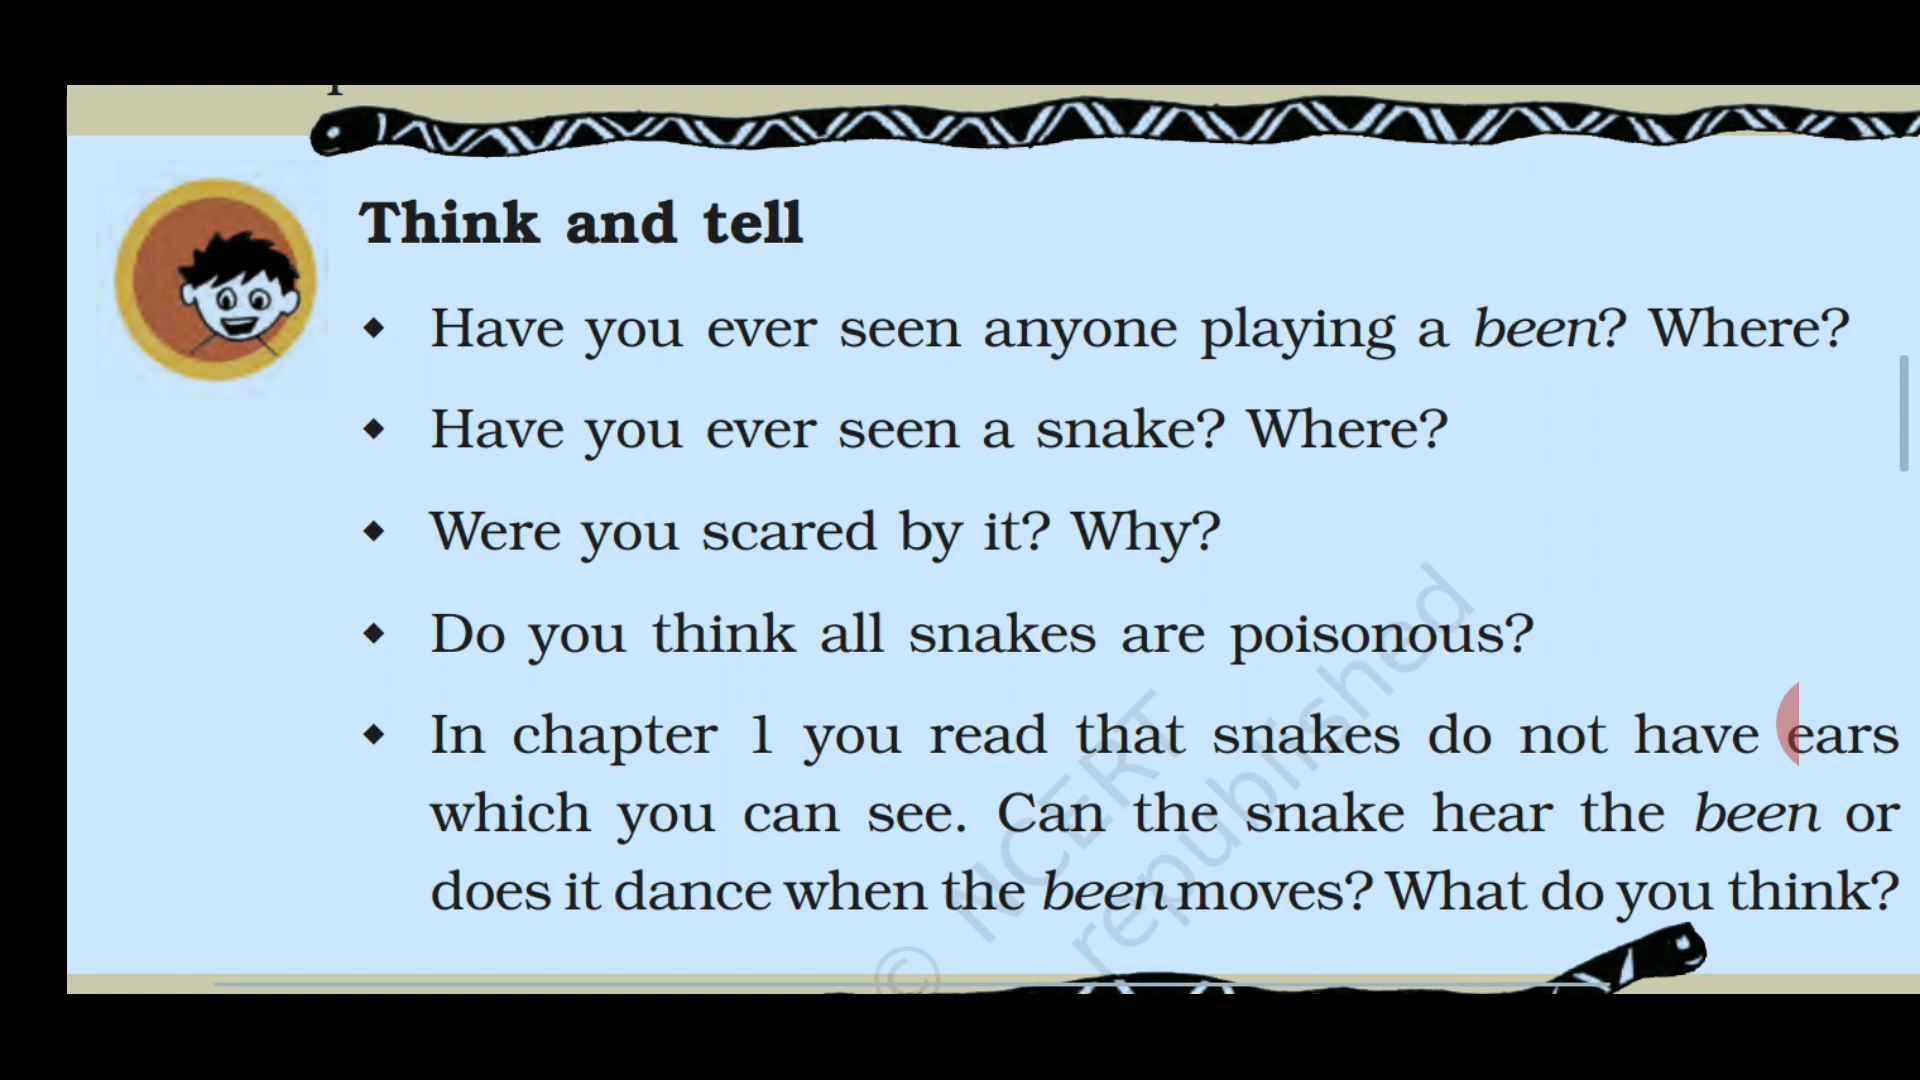 Think and tell
◆ Have you ever seen anyone playing a been? Where?
◆ Have you ever seen a snake? Where?
◆ Were you scared by it? Why?
◆ Do you think all snakes are poisonous?
◆ In chapter 1 you read that snakes do not have ears
which you can see. Can the snake hear the been or
does it dance when the been moves? What do you think?
© NCERT
republished